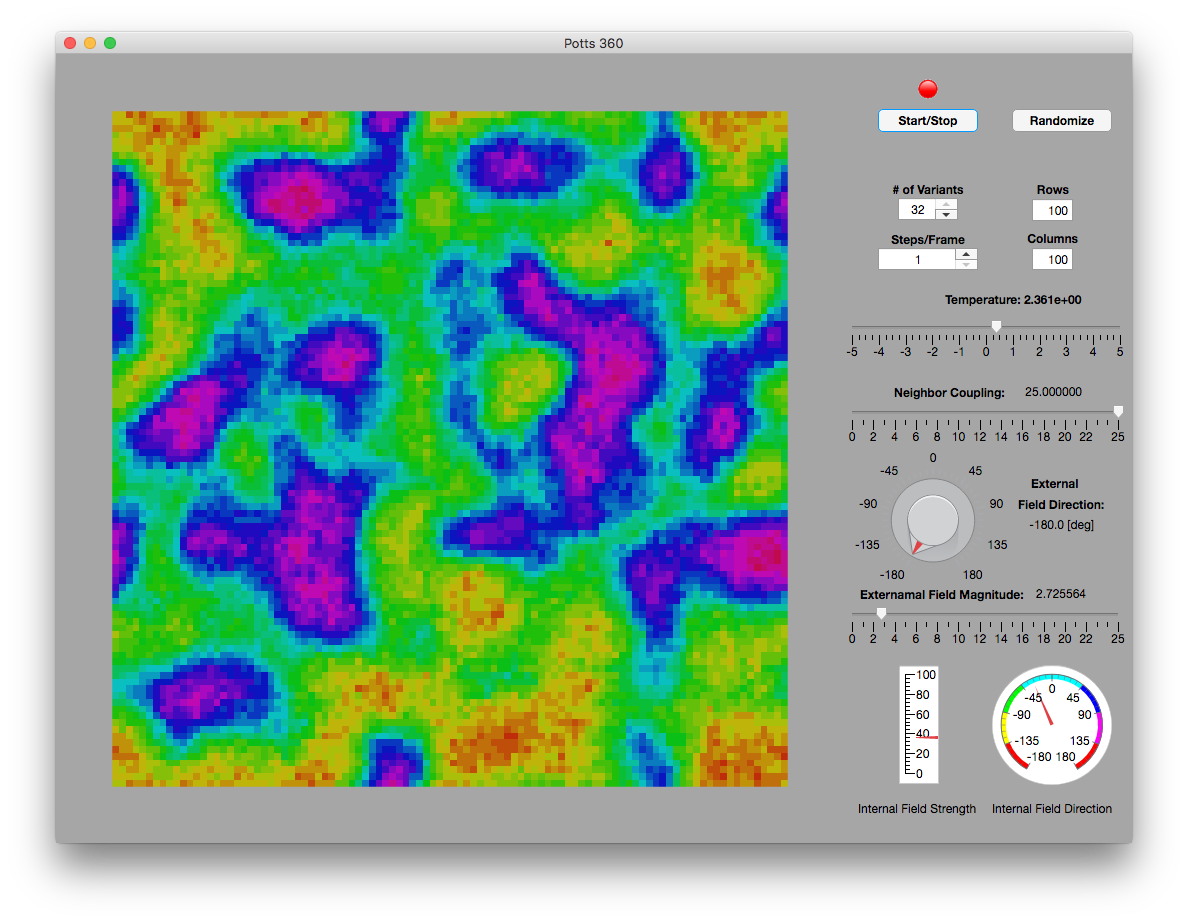 Potts 360
Start/Stop
Randomize
# of Variants
Rows
32
100
Steps/Frame
Columns
1
100
Temperature: 2.361e+00
-5 -4 -3 -2 -1 0 1 2 3 4 5
Neighbor Coupling: 25.000000
0 2 4 6 8 10 12 14 16 18 20 22 25
0
-45 45
External
-90 90
Field Direction:
-180.0 [deg]
-135 135
-180 180
Externamal Field Magnitude: 2.725564
0 2 4 6 8 10 12 14 16 18 20 22 25
100
80
60
40
20
0
0
-45 45
-90 90
-135 135
-180 180
Internal Field Strength
Internal Field Direction